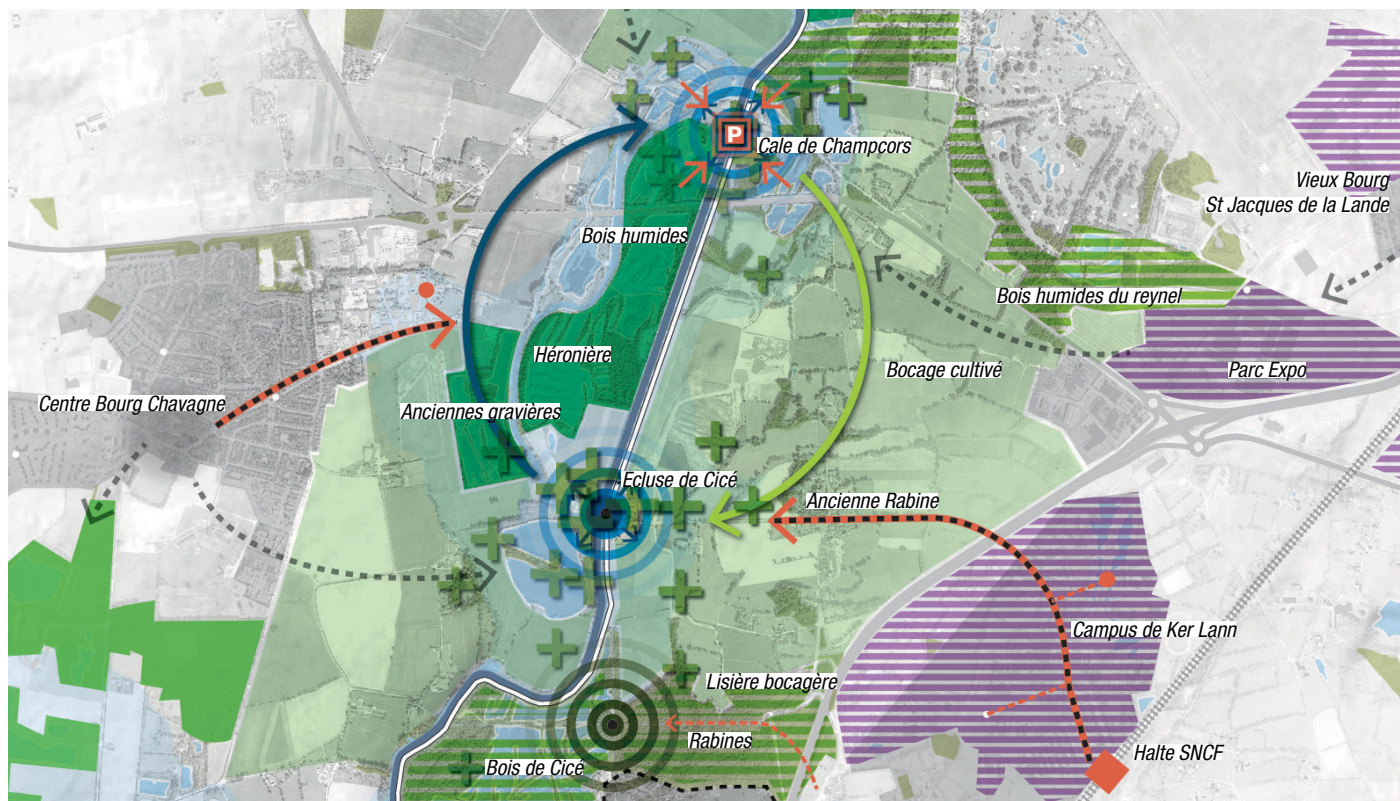 P
Cale de Champcors
Vieux Bourg
St Jacques de la Lande
Bois humides
Bois humides du reynel
Héronière
Bocage cultivé
Parc Expo
Centre Bourg Chavagne
Anciennes gravières
Ecluse de Cicé
Ancienne Rabine
Campus de Ker Lann
Lisière bocagère
Rabines
Halte SNCF
Bois de Cicé